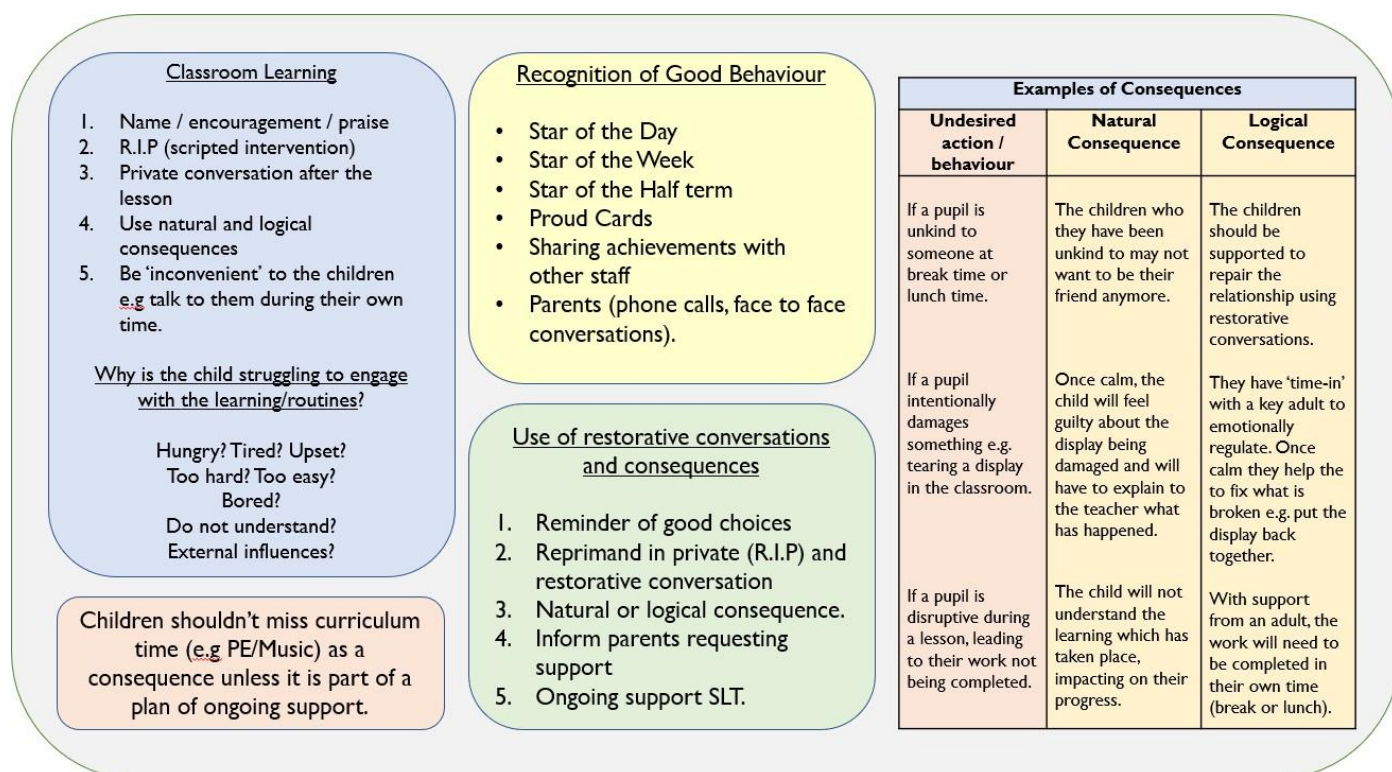 Classroom Learning
1. Name / encouragement / praise
2. R.I.P (scripted intervention)
3. Private conversation after the
lesson
4. Use natural and logical
consequences
5. Be ‘inconvenient’ to the children
e.g talk to them during their own
time.
Why is the child struggling to engage
with the learning/routines?
Hungry? Tired? Upset?
Too hard? Too easy?
Bored?
Do not understand?
External influences?
Children shouldn’t miss curriculum
time (e.g PE/Music) as a
consequence unless it is part of a
plan of ongoing support.
Recognition of Good Behaviour
• Star of the Day
• Star of the Week
• Star of the Half term
• Proud Cards
• Sharing achievements with
other staff
• Parents (phone calls, face to face
conversations).
Use of restorative conversations
and consequences
1. Reminder of good choices
2. Reprimand in private (R.I.P) and
restorative conversation
3. Natural or logical consequence.
4. Inform parents requesting
support
5. Ongoing support SLT.
Examples of Consequences
Undesired
action /
behaviour
Natural
Consequence
Logical
Consequence
If a pupil is
unkind to
someone at
break time or
lunch time.
The children who
they have been
unkind to may not
want to be their
friend anymore.
The children
should be
supported to
repair the
relationship using
restorative
conversations.
If a pupil
intentionally
damages
something e.g.
tearing a display
in the classroom.
Once calm, the
child will feel
guilty about the
display being
damaged and will
have to explain to
the teacher what
has happened.
They have ‘time-in’
with a key adult to
emotionally
regulate. Once
calm they help the
to fix what is
broken e.g. put the
display back
together.
If a pupil is
disruptive during
a lesson, leading
to their work not
being completed.
The child will not
understand the
learning which has
taken place,
impacting on their
progress.
With support
from an adult, the
work will need to
be completed in
their own time
(break or lunch).